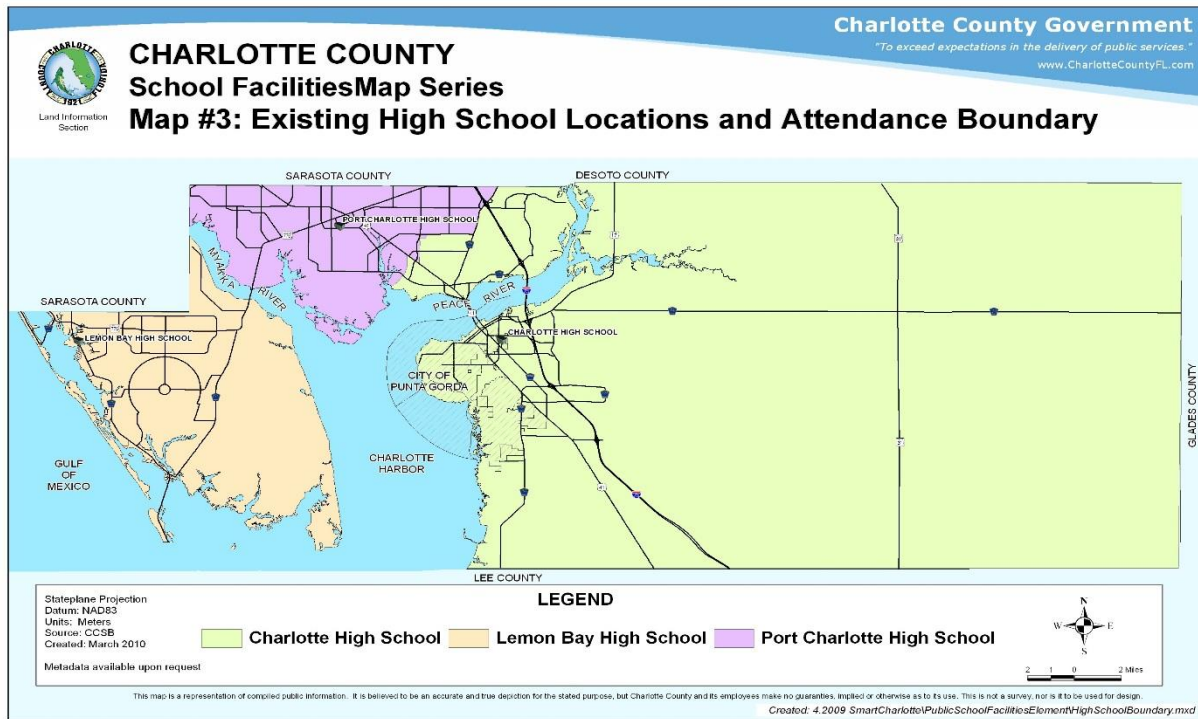 Charlotte County Government
"To exceed expectations in the delivery of public services."
www.CharlotteCountyFL.com
CHARLOTTE COUNTY
School FacilitiesMap Series
Map #3: Existing High School Locations and Attendance Boundary
CHARLOTTE
COUNTY
FLORIDA
1921
Land Information
Section
SARASOTA COUNTY
DESOTO COUNTY
PORT CHARLOTTE HIGH SCHOOL
MYAKKA RIVER
PEACE RIVER
SARASOTA COUNTY
LEMON BAY HIGH SCHOOL
CHARLOTTE HIGH SCHOOL
CITY OF
PUNTA GORDA
GLADES COUNTY
GULF
OF
MEXICO
CHARLOTTE
HARBOR
LEE COUNTY
Stateplane Projection
Datum: NAD83
Units: Meters
Source: CCSB
Created: March 2010
Metadata available upon request
LEGEND
Charlotte High School
Lemon Bay High School
Port Charlotte High School
N
W E
S
2 1 0 2 Miles
This map is a representation of compiled public information. It is believed to be an accurate and true depiction for the stated purpose, but Charlotte County and its employees make no guaranties, implied or otherwise as to its use. This is not a survey, nor is it to be used for design.
Created: 4.2009 SmartCharlotte\PublicSchoolFacilitiesElement\HighSchoolBoundary.mxd